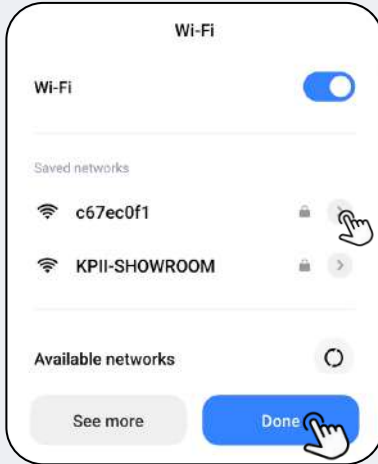 Wi-Fi
Wi-Fi
Saved networks
c67ec0f1
KPII-SHOWROOM
Available networks
See more
Done